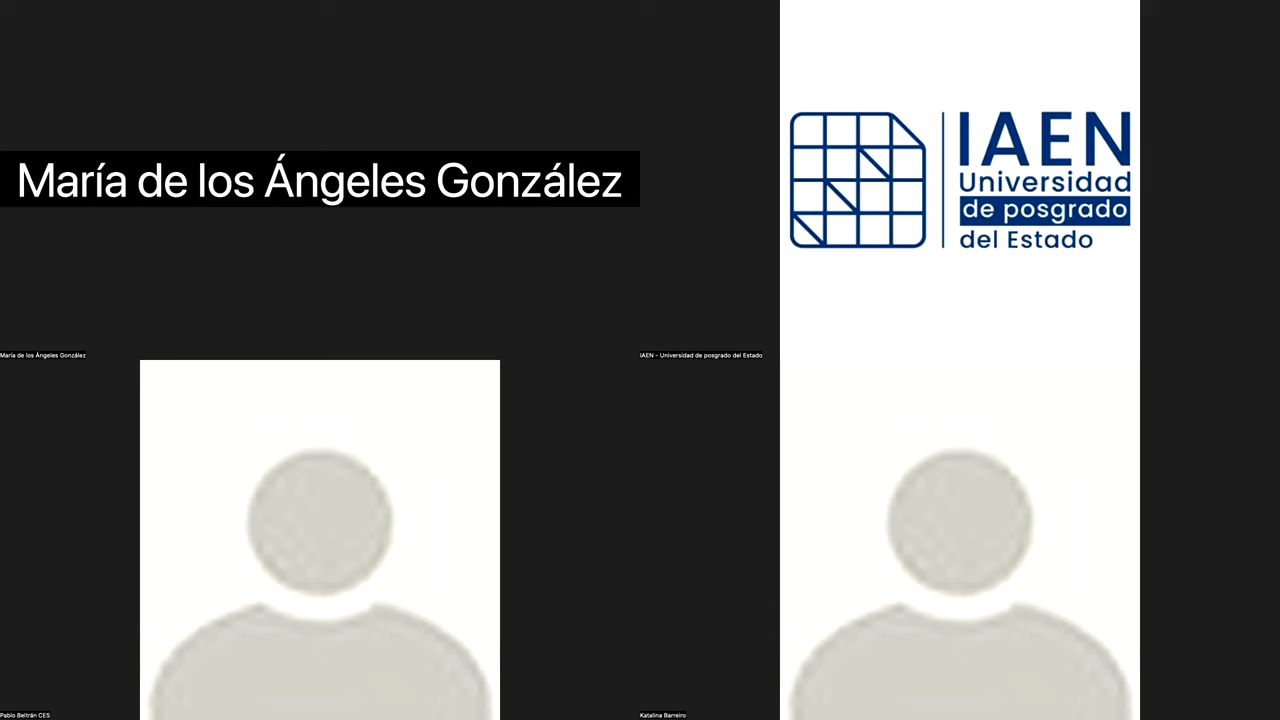 María de los Ángeles González
IAEN
Universidad
de posgrado
del Estado
María de los Ángeles González
IAEN - Universidad de posgrado del Estado
Pablo Beltrán CES
Katalina Barreiro